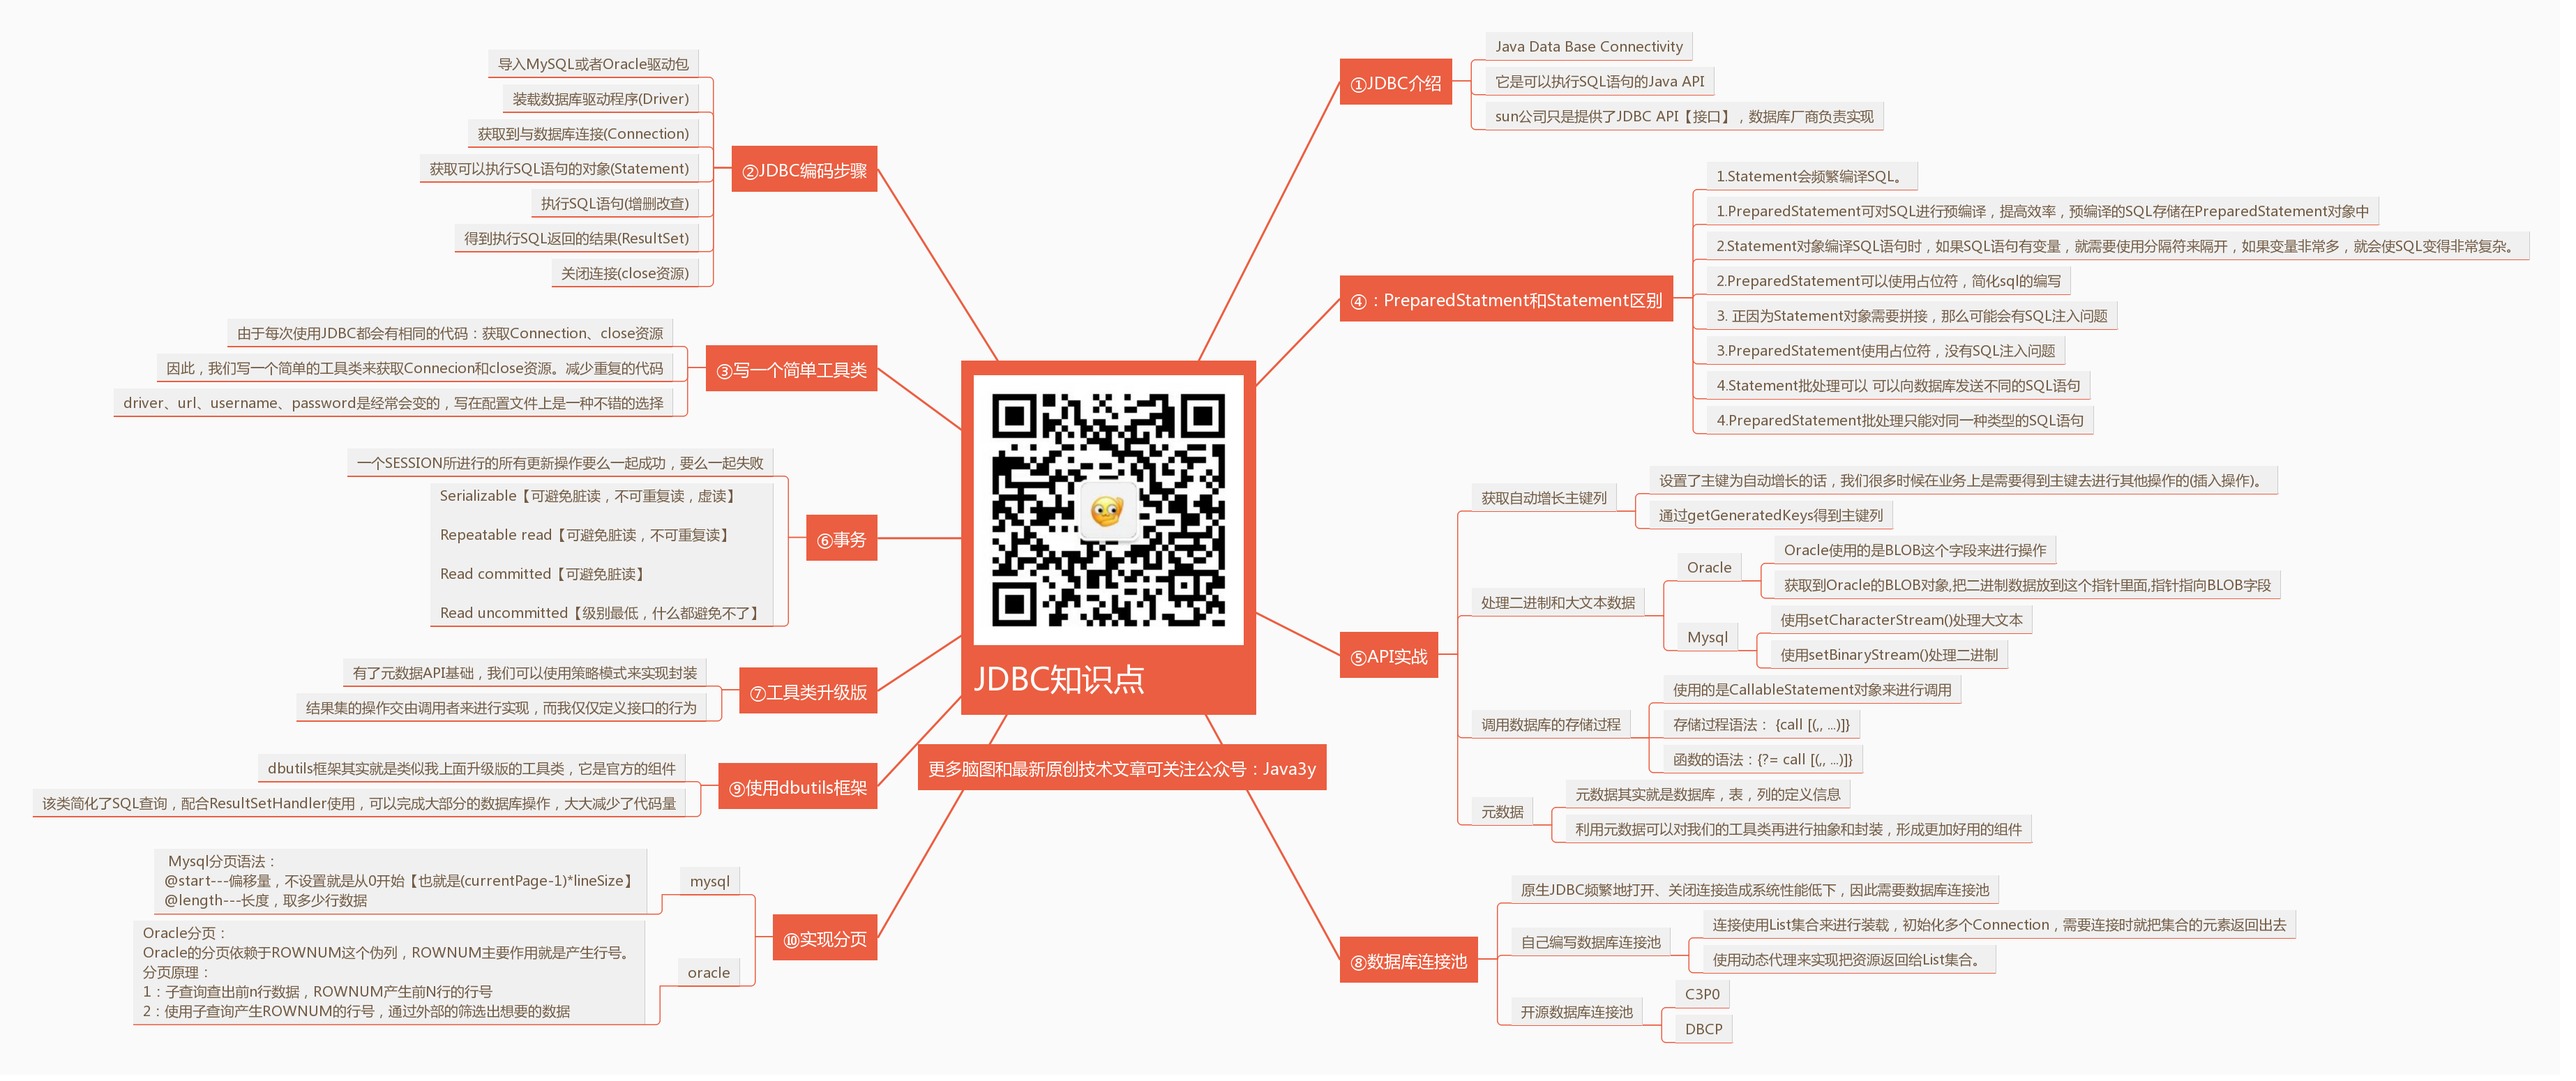 JDBC知识点
更多脑图和最新原创技术文章可关注公众号：Java3y
①JDBC介绍
Java Data Base Connectivity
它是可以执行SQL语句的Java API
sun公司只是提供了JDBC API【接口】，数据库厂商负责实现
②JDBC编码步骤
导入MySQL或者Oracle驱动包
装载数据库驱动程序(Driver)
获取到与数据库连接(Connection)
获取可以执行SQL语句的对象(Statement)
执行SQL语句(增删改查)
得到执行SQL返回的结果(ResultSet)
关闭连接(close资源)
③写一个简单工具类
由于每次使用JDBC都会有相同的代码：获取Connection、close资源
因此，我们写一个简单的工具类来获取Connecion和close资源。减少重复的代码
driver、url、username、password是经常会变的，写在配置文件上是一种不错的选择
④：PreparedStatment和Statement区别
1.Statement会频繁编译SQL。
1.PreparedStatement可对SQL进行预编译，提高效率，预编译的SQL存储在PreparedStatement对象中
2.Statement对象编译SQL语句时，如果SQL语句有变量，就需要使用分隔符来隔开，如果变量非常多，就会使SQL变得非常复杂。
2.PreparedStatement可以使用占位符，简化sql的编写
3. 正因为Statement对象需要拼接，那么可能会有SQL注入问题
3.PreparedStatement使用占位符，没有SQL注入问题
4.Statement批处理可以 可以向数据库发送不同的SQL语句
4.PreparedStatement批处理只能对同一种类型的SQL语句
⑤API实战
获取自动增长主键列
设置了主键为自动增长的话，我们很多时候在业务上是需要得到主键去进行其他操作的(插入操作)。
通过getGeneratedKeys得到主键列
处理二进制和大文本数据
Oracle
Oracle使用的是BLOB这个字段来进行操作
获取到Oracle的BLOB对象,把二进制数据放到这个指针里面,指针指向BLOB字段
Mysql
使用setCharacterStream()处理大文本
使用setBinaryStream()处理二进制
调用数据库的存储过程
使用的是CallableStatement对象来进行调用
存储过程语法： {call [(,, ...)]}
函数的语法：{?= call [(,, ...)]}
元数据
元数据其实就是数据库，表，列的定义信息
利用元数据可以对我们的工具类再进行抽象和封装，形成更加好用的组件
⑥事务
一个SESSION所进行的所有更新操作要么一起成功，要么一起失败
Serializable【可避免脏读，不可重复读，虚读】
Repeatable read【可避免脏读，不可重复读】
Read committed【可避免脏读】
Read uncommitted【级别最低，什么都避免不了】
⑦工具类升级版
有了元数据API基础，我们可以使用策略模式来实现封装
结果集的操作交由调用者来进行实现，而我仅仅定义接口的行为
⑧数据库连接池
原生JDBC频繁地打开、关闭连接造成系统性能低下，因此需要数据库连接池
自己编写数据库连接池
连接使用List集合来进行装载，初始化多个Connection，需要连接时就把集合的元素返回出去
使用动态代理来实现把资源返回给List集合。
开源数据库连接池
C3P0
DBCP
⑨使用dbutils框架
dbutils框架其实就是类似我上面升级版的工具类，它是官方的组件
该类简化了SQL查询，配合ResultSetHandler使用，可以完成大部分的数据库操作，大大减少了代码量
⑩实现分页
mysql
Mysql分页语法：
@start---偏移量，不设置就是从0开始【也就是(currentPage-1)*lineSize】
@length---长度，取多少行数据
oracle
Oracle分页：
Oracle的分页依赖于ROWNUM这个伪列，ROWNUM主要作用就是产生行号。
分页原理：
1：子查询查出前n行数据，ROWNUM产生前N行的行号
2：使用子查询产生ROWNUM的行号，通过外部的筛选出想要的数据